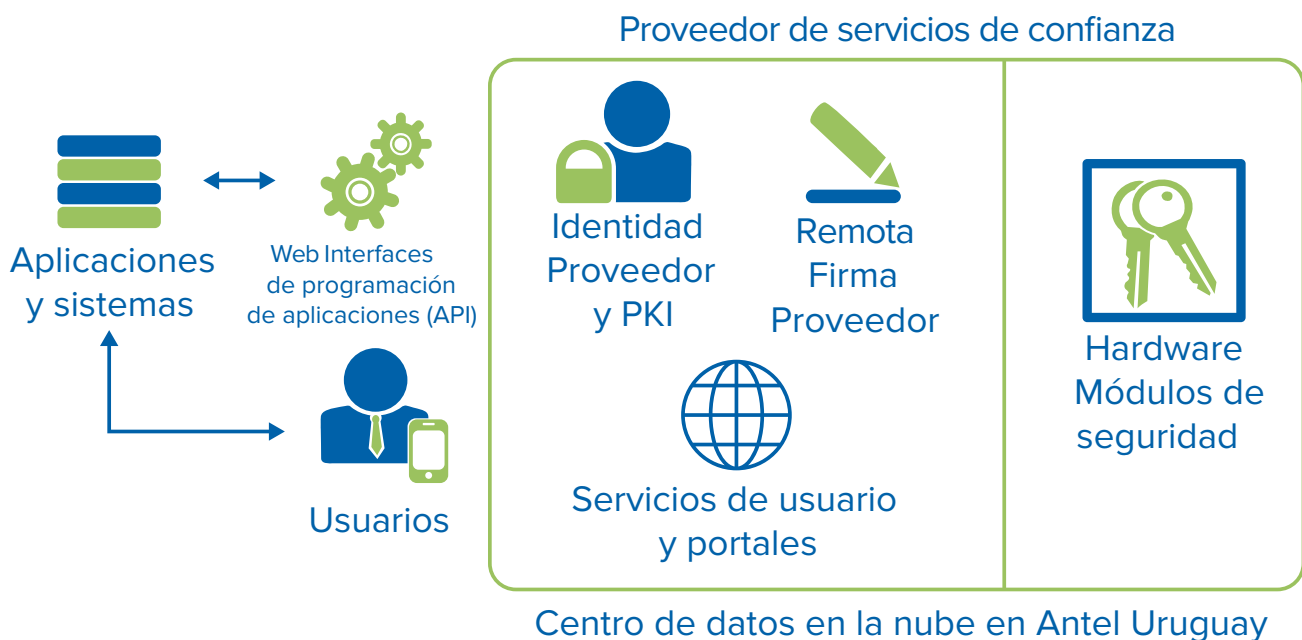 Proveedor de servicios de confianza
Aplicaciones
y sistemas
Web Interfaces
de programación
de aplicaciones (API)
Usuarios
Identidad
Proveedor
y PKI
Remota
Firma
Proveedor
Servicios de usuario
y portales
Hardware
Módulos de
seguridad
Centro de datos en la nube en Antel Uruguay